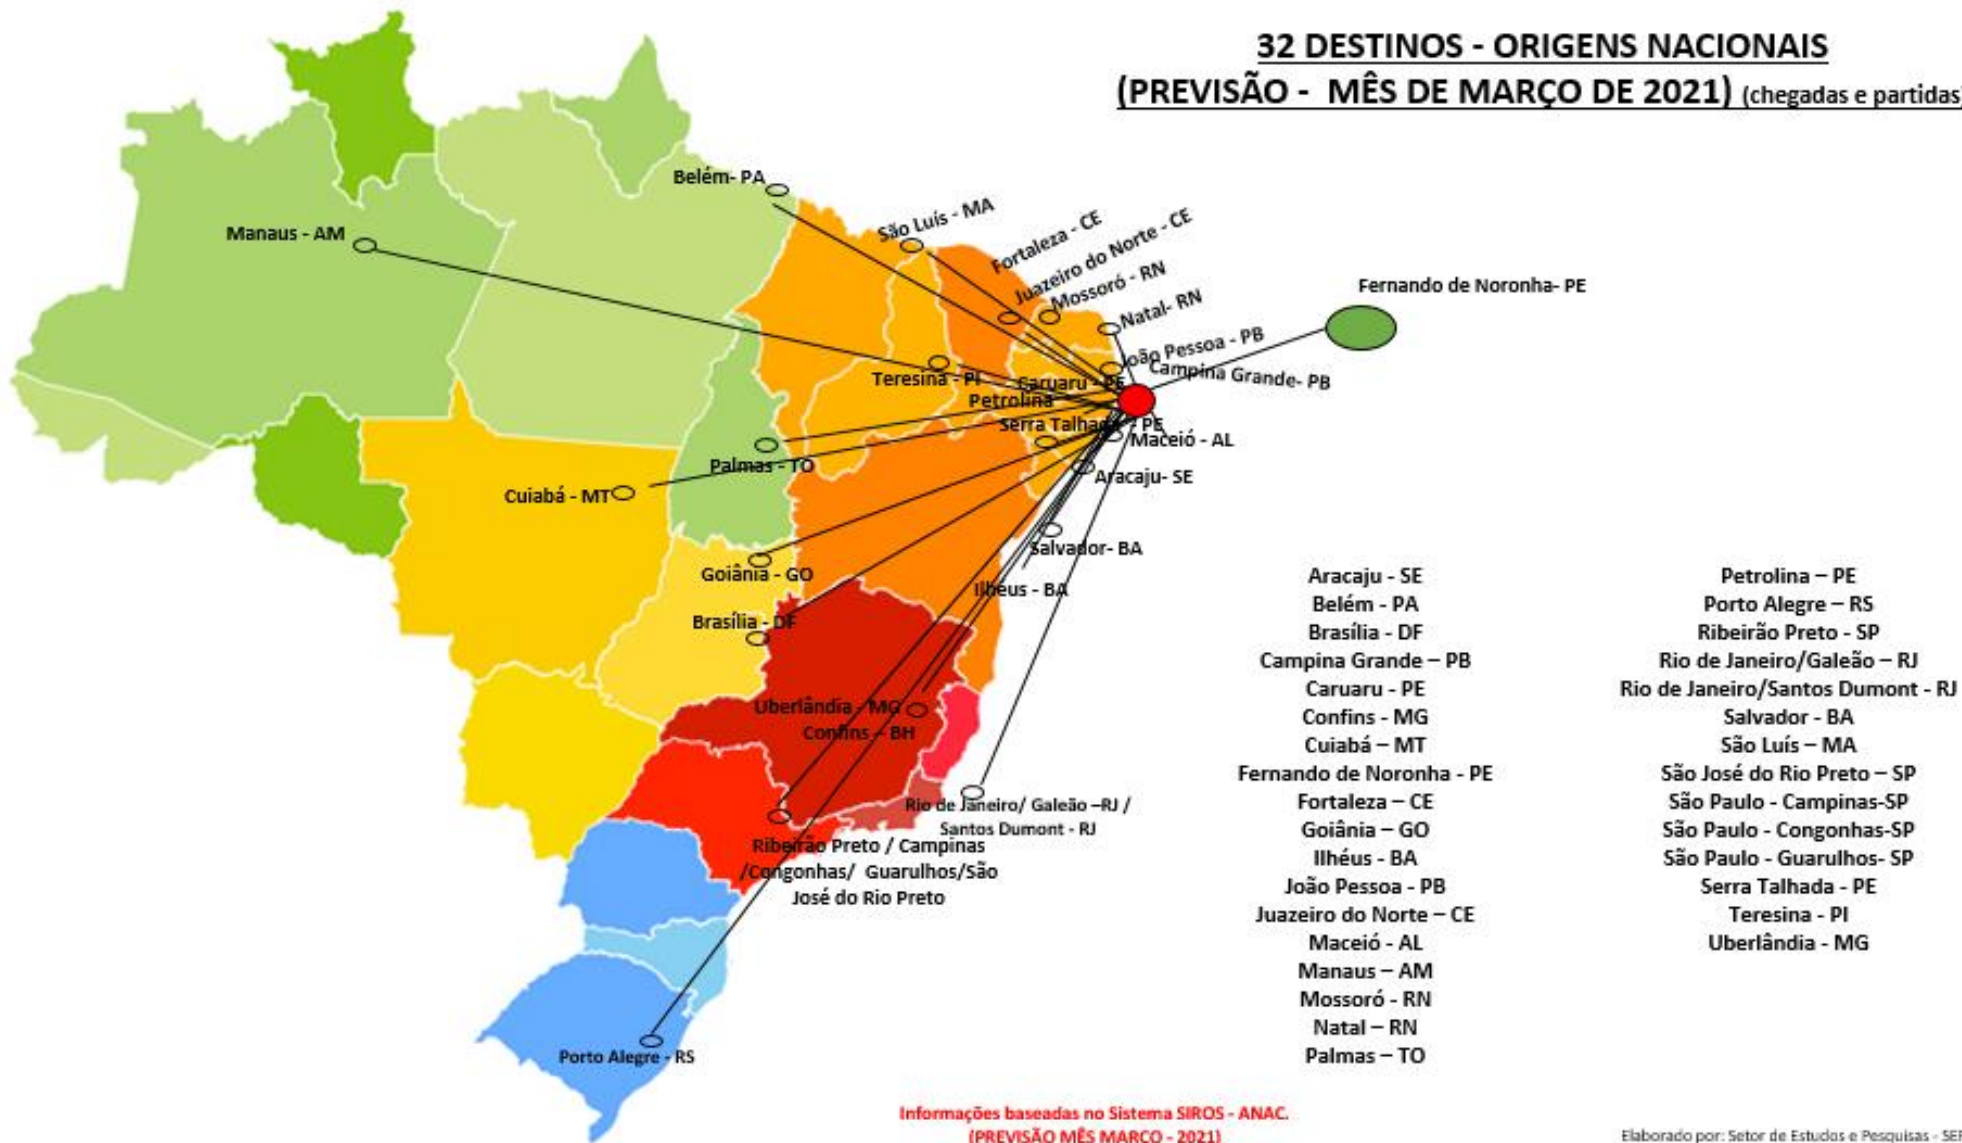 32 DESTINOS - ORIGENS NACIONAIS
(PREVISÃO - MÊS DE MARÇO DE 2021) (chegadas e partidas)
Belém- PA
Manaus - AM
São Luís - MA
Fortaleza - CE
Juazeiro do Norte - CE
Mossoró - RN
Natal- RN
Fernando de Noronha- PE
João Pessoa - PB
Campina Grande- PB
Teresina - PI
Caruaru - PE
Petrolina
Serra Talhada - PE
Maceió - AL
Palmas - TO
Aracaju- SE
Cuiabá - MT
Salvador- BA
Goiânia - GO
Ilhéus - BA
Brasília - DF
Uberlândia - MG
Confins - BH
Rio de Janeiro/ Galeão –RJ /
Santos Dumont - RJ
Ribeirão Preto / Campinas
/Congonhas/ Guarulhos/São
José do Rio Preto
Porto Alegre - RS
Aracaju - SE
Belém - PA
Brasília - DF
Campina Grande – PB
Caruaru - PE
Confins - MG
Cuiabá – MT
Fernando de Noronha - PE
Fortaleza – CE
Goiânia – GO
Ilhéus - BA
João Pessoa - PB
Juazeiro do Norte – CE
Maceió - AL
Manaus – AM
Mossoró - RN
Natal – RN
Palmas – TO
Petrolina – PE
Porto Alegre – RS
Ribeirão Preto - SP
Rio de Janeiro/Galeão – RJ
Rio de Janeiro/Santos Dumont - RJ
Salvador - BA
São Luís – MA
São José do Rio Preto – SP
São Paulo - Campinas-SP
São Paulo - Congonhas-SP
São Paulo - Guarulhos- SP
Serra Talhada - PE
Teresina - PI
Uberlândia - MG
Informações baseadas no Sistema SIROS - ANAC.
(PREVISÃO MÊS MARÇO - 2021)
Elaborado por: Setor de Estudos e Pesquisas - SEP